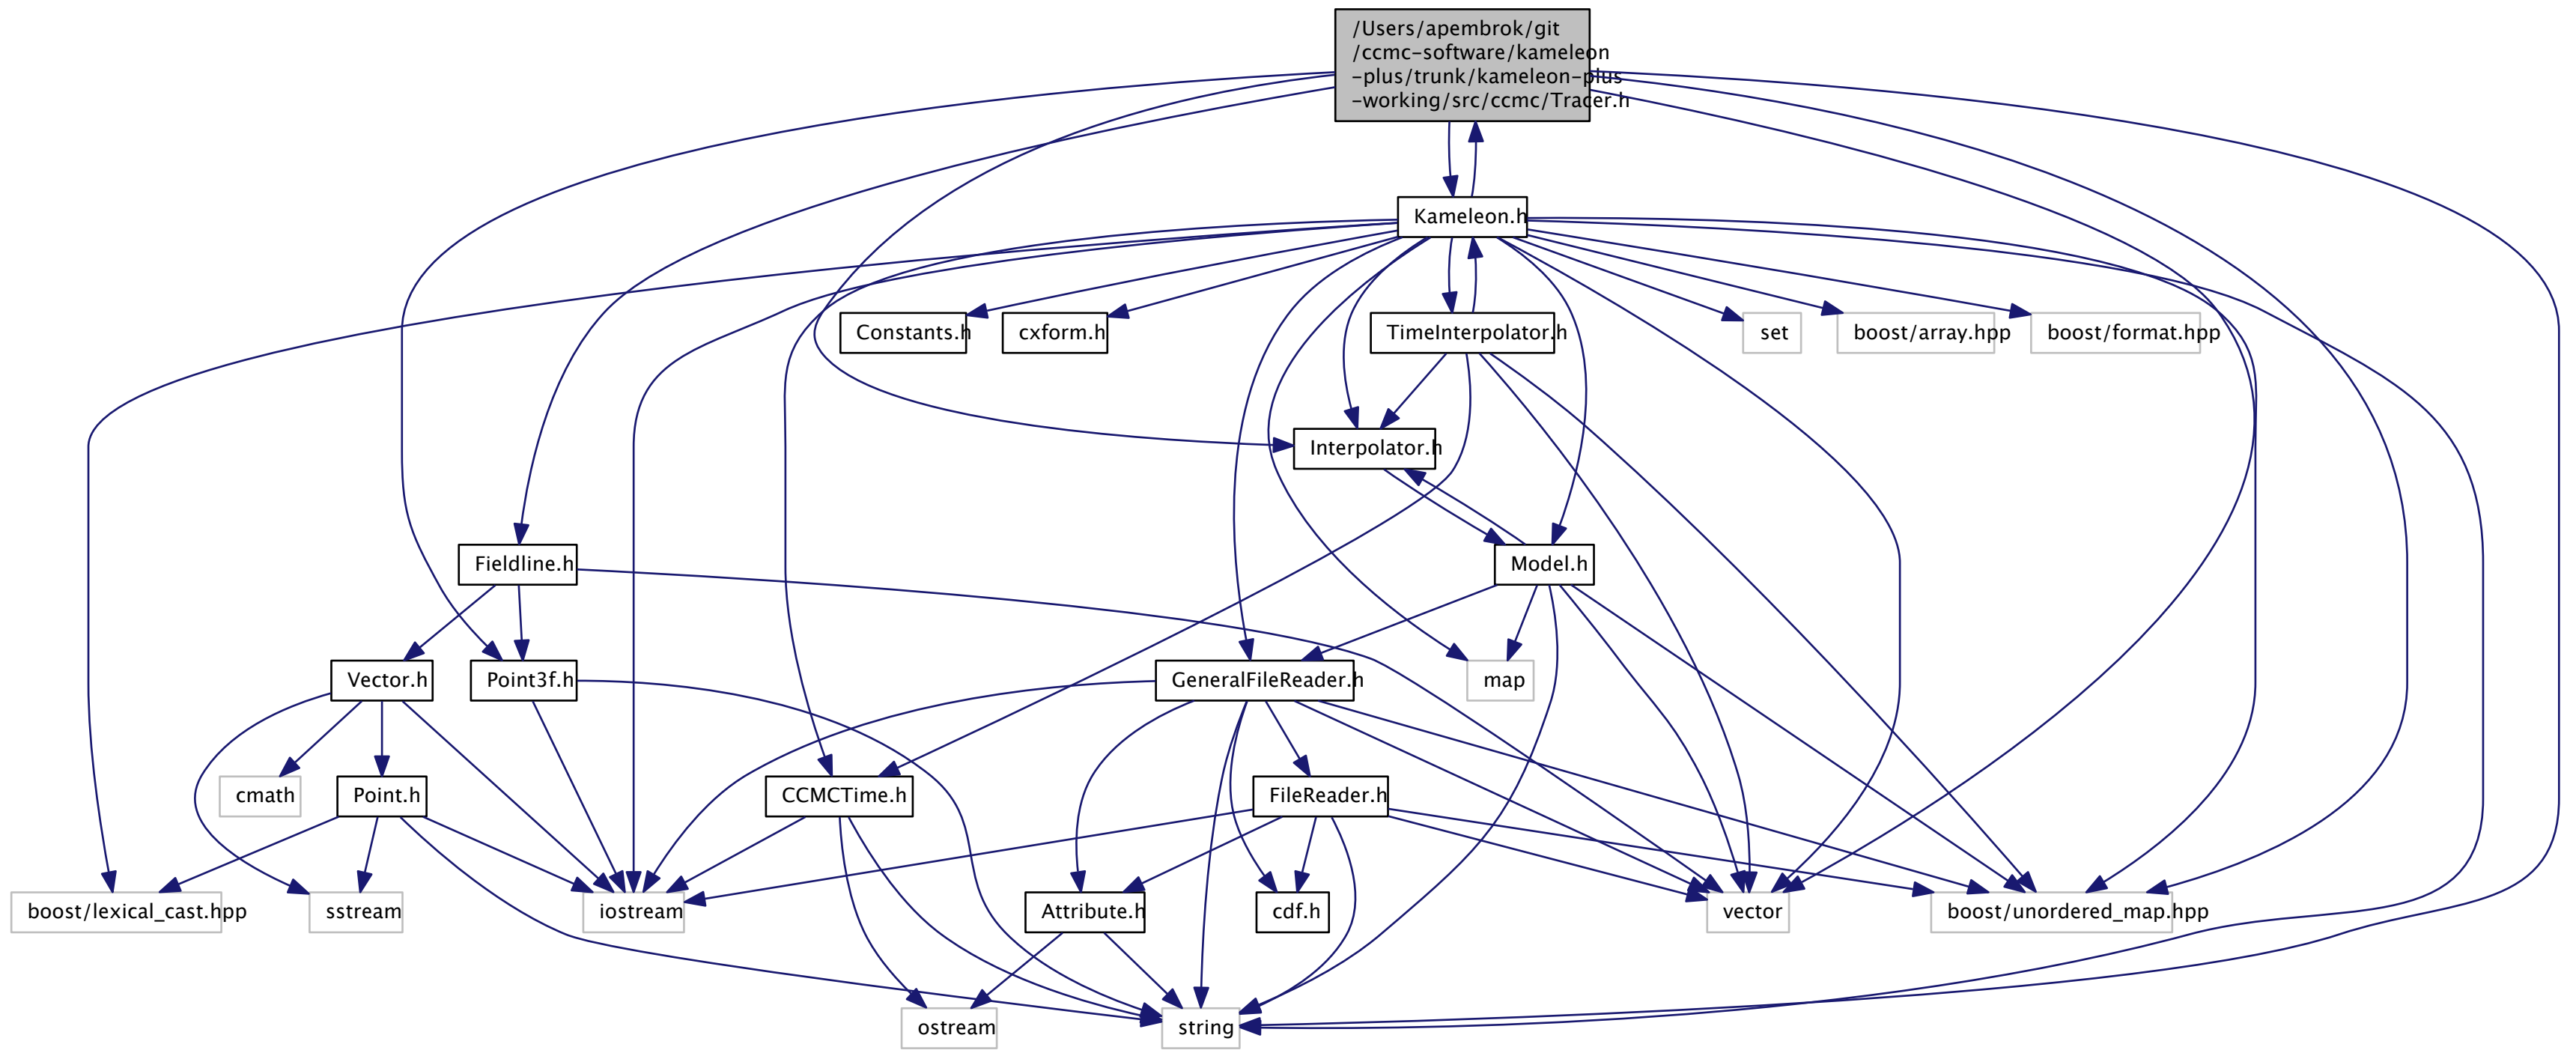 /Users/apembrok/git
/ccmc-software/kameleon
-plus/trunk/kameleon-plus
-working/src/ccmc/Tracer.h
Kameleon.h
Constants.h
cxform.h
TimeInterpolator.h
set
boost/array.hpp
boost/format.hpp
Interpolator.h
Fieldline.h
Model.h
Vector.h
Point3f.h
GeneralFileReader.h
map
cmath
Point.h
CCMCTime.h
FileReader.h
boost/lexical_cast.hpp
sstream
iostream
Attribute.h
cdf.h
vector
boost/unordered_map.hpp
ostream
string